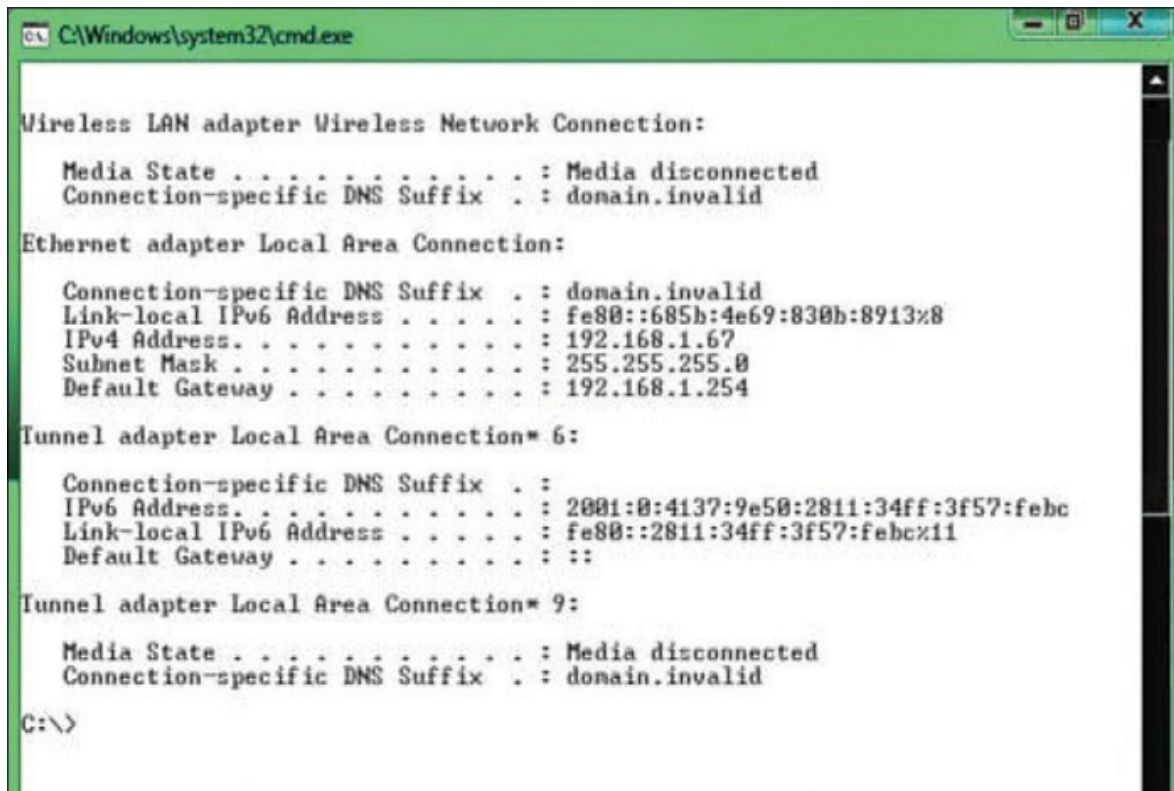 C:\Windows\system32\cmd.exe
Wireless LAN adapter Wireless Network Connection:
Media State . . . . . . . . . . . : Media disconnected
Connection-specific DNS Suffix  . : domain.invalid
Ethernet adapter Local Area Connection:
Connection-specific DNS Suffix  . : domain.invalid
Link-local IPv6 Address . . . . . : fe80::685b:4e69:830b:8913%8
IPv4 Address. . . . . . . . . . . : 192.168.1.67
Subnet Mask . . . . . . . . . . . : 255.255.255.0
Default Gateway . . . . . . . . . : 192.168.1.254
Tunnel adapter Local Area Connection* 6:
Connection-specific DNS Suffix  . :
IPv6 Address. . . . . . . . . . . : 2001:0:4137:9e50:2811:34ff:3f57:febc
Link-local IPv6 Address . . . . . : fe80::2811:34ff:3f57:febc%11
Default Gateway . . . . . . . . . : ::
Tunnel adapter Local Area Connection* 9:
Media State . . . . . . . . . . . : Media disconnected
Connection-specific DNS Suffix  . : domain.invalid
C:\>